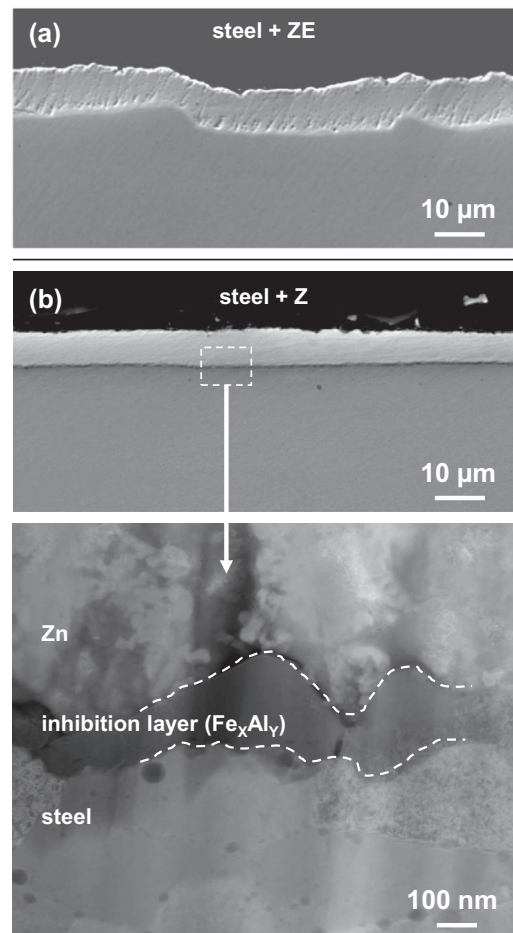 (a) steel + ZE
10 µm
(b) steel + Z
10 µm
Zn
inhibition layer (FeXAlY)
steel
100 nm